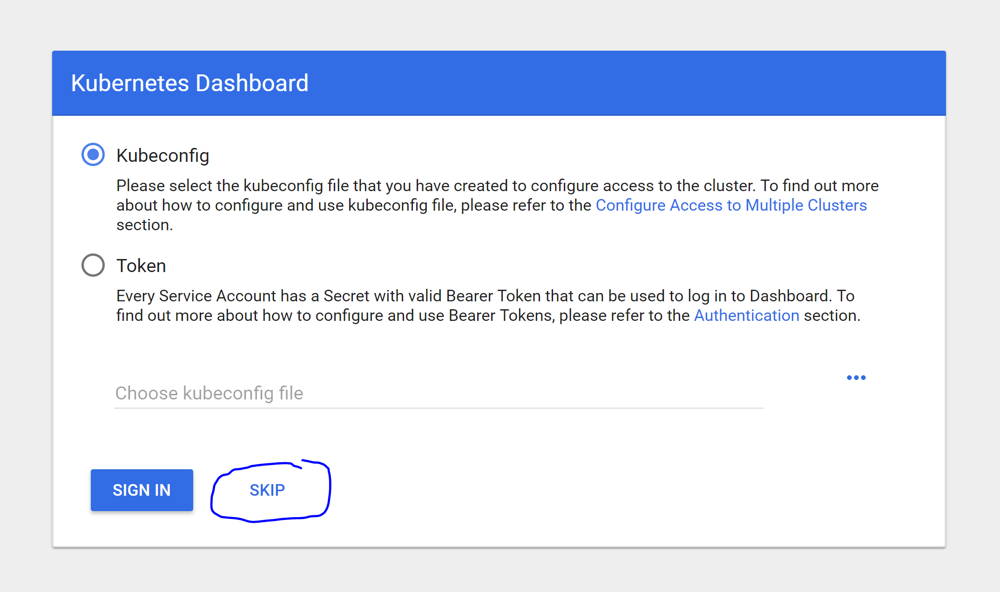 Kubernetes Dashboard
Kubeconfig
Please select the kubeconfig file that you have created to configure access to the cluster. To find out more
about how to configure and use kubeconfig file, please refer to the Configure Access to Multiple Clusters
section.
Token
Every Service Account has a Secret with valid Bearer Token that can be used to log in to Dashboard. To
find out more about how to configure and use Bearer Tokens, please refer to the Authentication section.
Choose kubeconfig file
SIGN IN SKIP